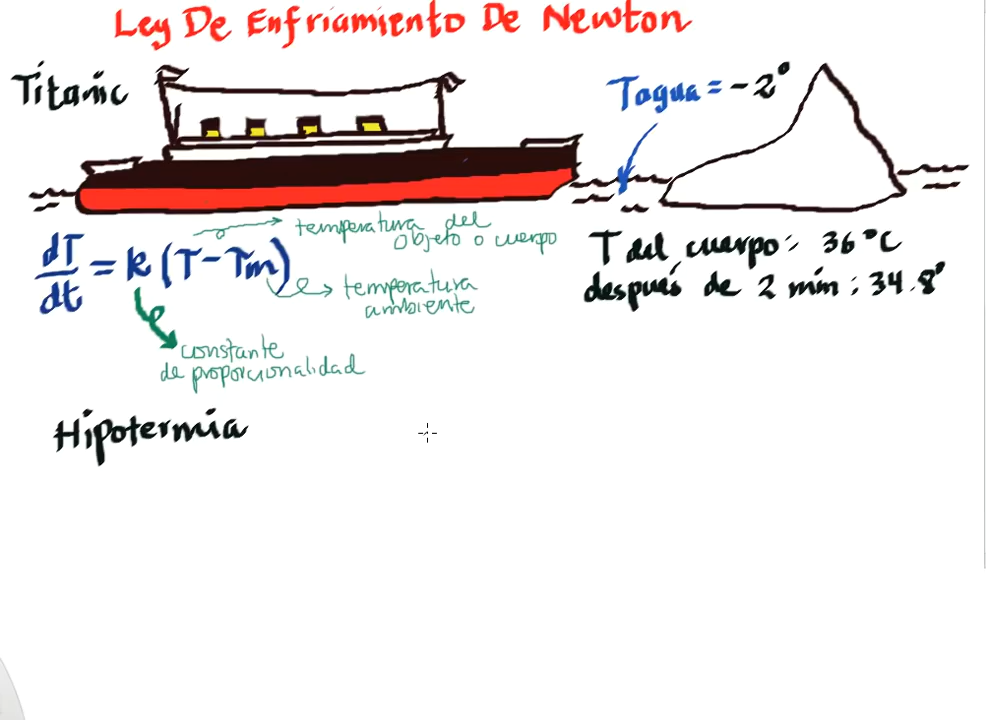 Ley De Enfriamiento De Newton
Titanic
Tagua = -2°
dT/dt = k (T - Tm)
temperatura del
objeto o cuerpo
temperatura
ambiente
constante
de proporcionalidad
T del cuerpo: 36°C
después de 2 min: 34.8°
Hipotermia